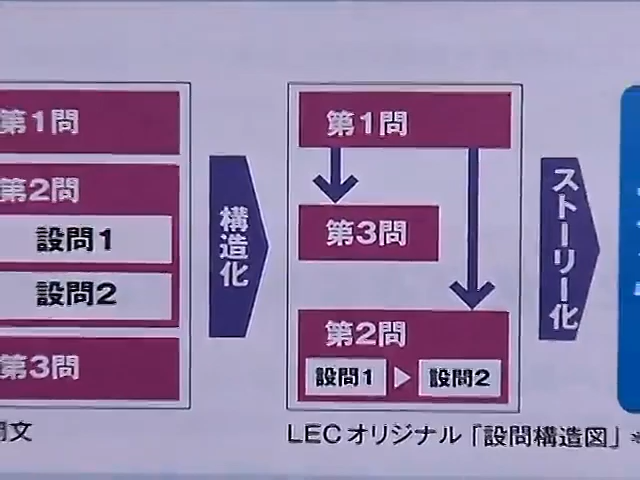 第1問
第2問
設問1
設問2
第3問
構造化
第1問
第3問
第2問
設問1
設問2
ストーリー化
問文
LECオリジナル「設問構造図」